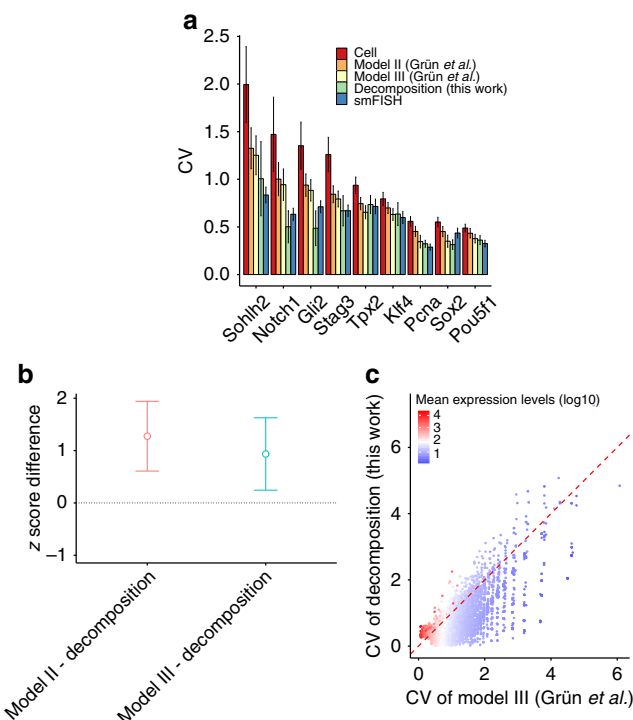 a
2.5
2.0
1.5
1.0
0.5
0.0
CV
Cell
Model II (Grün et al.)
Model III (Grün et al.)
Decomposition (this work)
smFISH
Sohlh2
Notch1
Gli2
Stag3
Tpx2
Klf4
Pcna
Sox2
Pou5f1
b
2
1
0
−1
z score difference
Model II - decomposition
Model III - decomposition
c
Mean expression levels (log10)
4
3
2
1
CV of decomposition (this work)
6
4
2
0
0
2
4
6
CV of model III (Grün et al.)